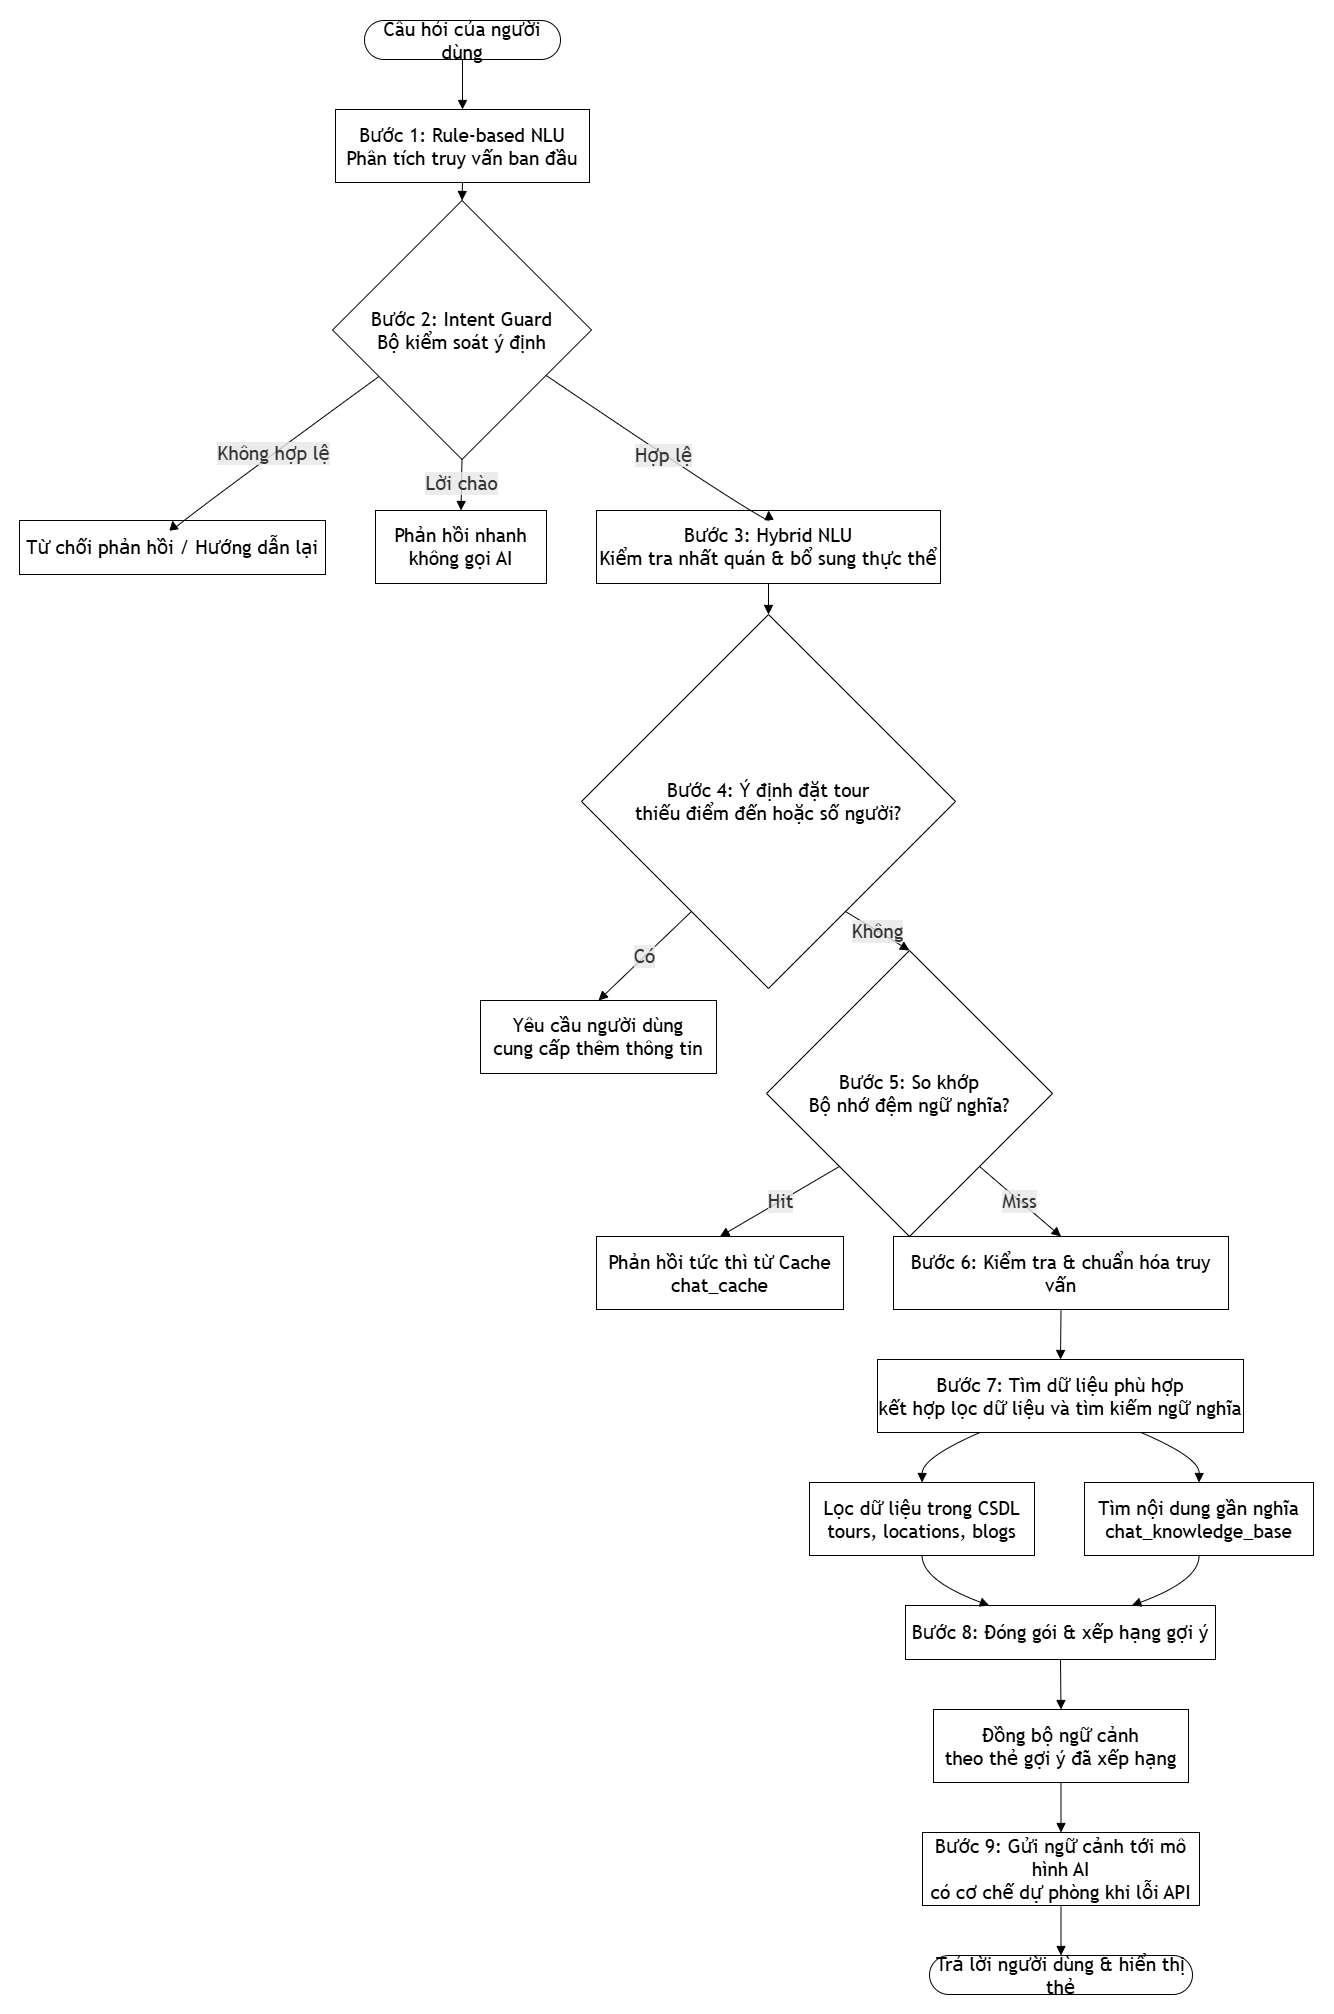 Câu hỏi của người
dùng
Bước 1: Rule-based NLU
Phân tích truy vấn ban đầu
Bước 2: Intent Guard
Bộ kiểm soát ý định
Không hợp lệ
Lời chào
Hợp lệ
Từ chối phản hồi / Hướng dẫn lại
Phản hồi nhanh
không gọi AI
Bước 3: Hybrid NLU
Kiểm tra nhất quán & bổ sung thực thể
Bước 4: Ý định đặt tour
thiếu điểm đến hoặc số người?
Có
Không
Yêu cầu người dùng
cung cấp thêm thông tin
Bước 5: So khớp
Bộ nhớ đệm ngữ nghĩa?
Hit
Miss
Phản hồi tức thì từ Cache
chat_cache
Bước 6: Kiểm tra & chuẩn hóa truy
vấn
Bước 7: Tìm dữ liệu phù hợp
kết hợp lọc dữ liệu và tìm kiếm ngữ nghĩa
Lọc dữ liệu trong CSDL
tours, locations, blogs
Tìm nội dung gần nghĩa
chat_knowledge_base
Bước 8: Đóng gói & xếp hạng gợi ý
Đồng bộ ngữ cảnh
theo thẻ gợi ý đã xếp hạng
Bước 9: Gửi ngữ cảnh tới mô
hình AI
có cơ chế dự phòng khi lỗi API
Trả lời người dùng & hiển thị
thẻ